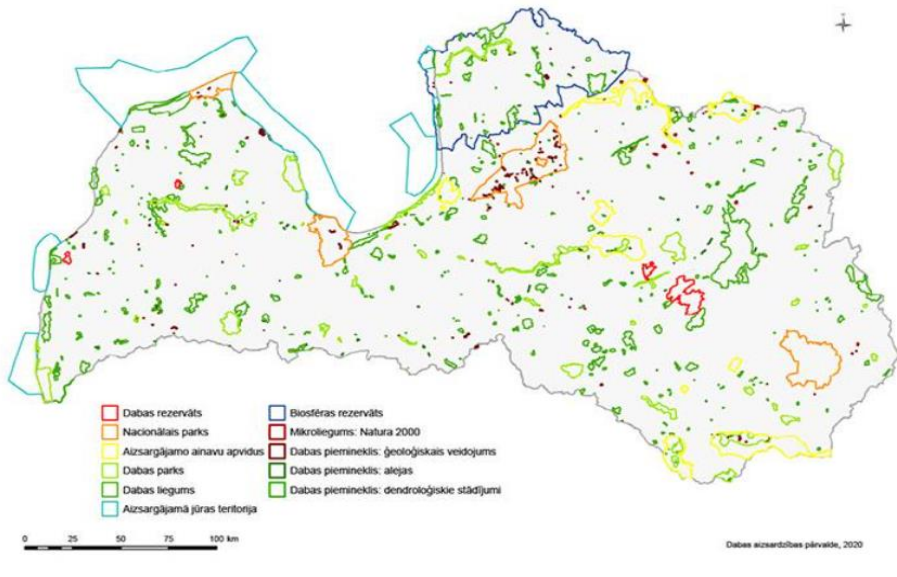 Dabas rezervāts
Nacionālais parks
Aizsargājamo ainavu apvidus
Dabas parks
Dabas liegums
Aizsargājamā jūras teritorija
Biosfēras rezervāts
Mikroliegums: Natura 2000
Dabas piemineklis: ģeoloģiskais veidojums
Dabas piemineklis: alejas
Dabas piemineklis: dendroloģiskie stādījumi
0 25 50 75 100 km
Dabas aizsardzības pārvalde, 2020